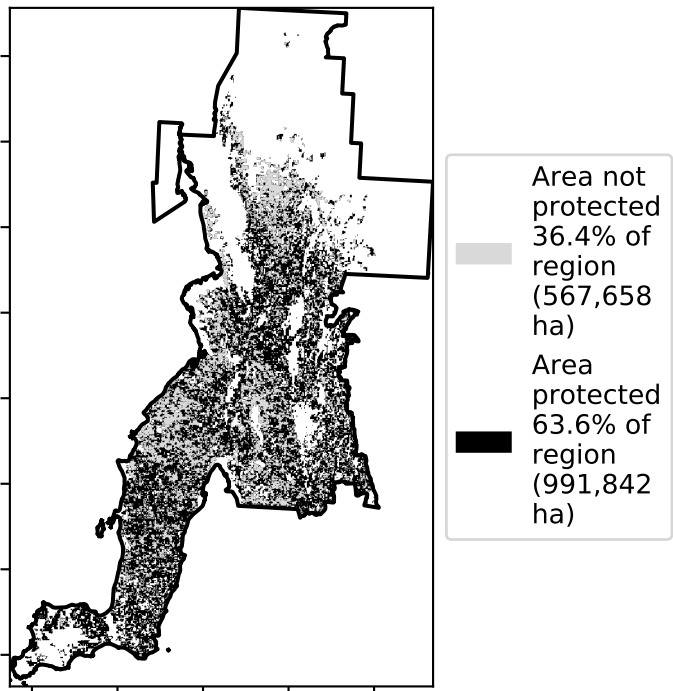 Area not
protected
36.4% of
region
(567,658
ha)
Area
protected
63.6% of
region
(991,842
ha)